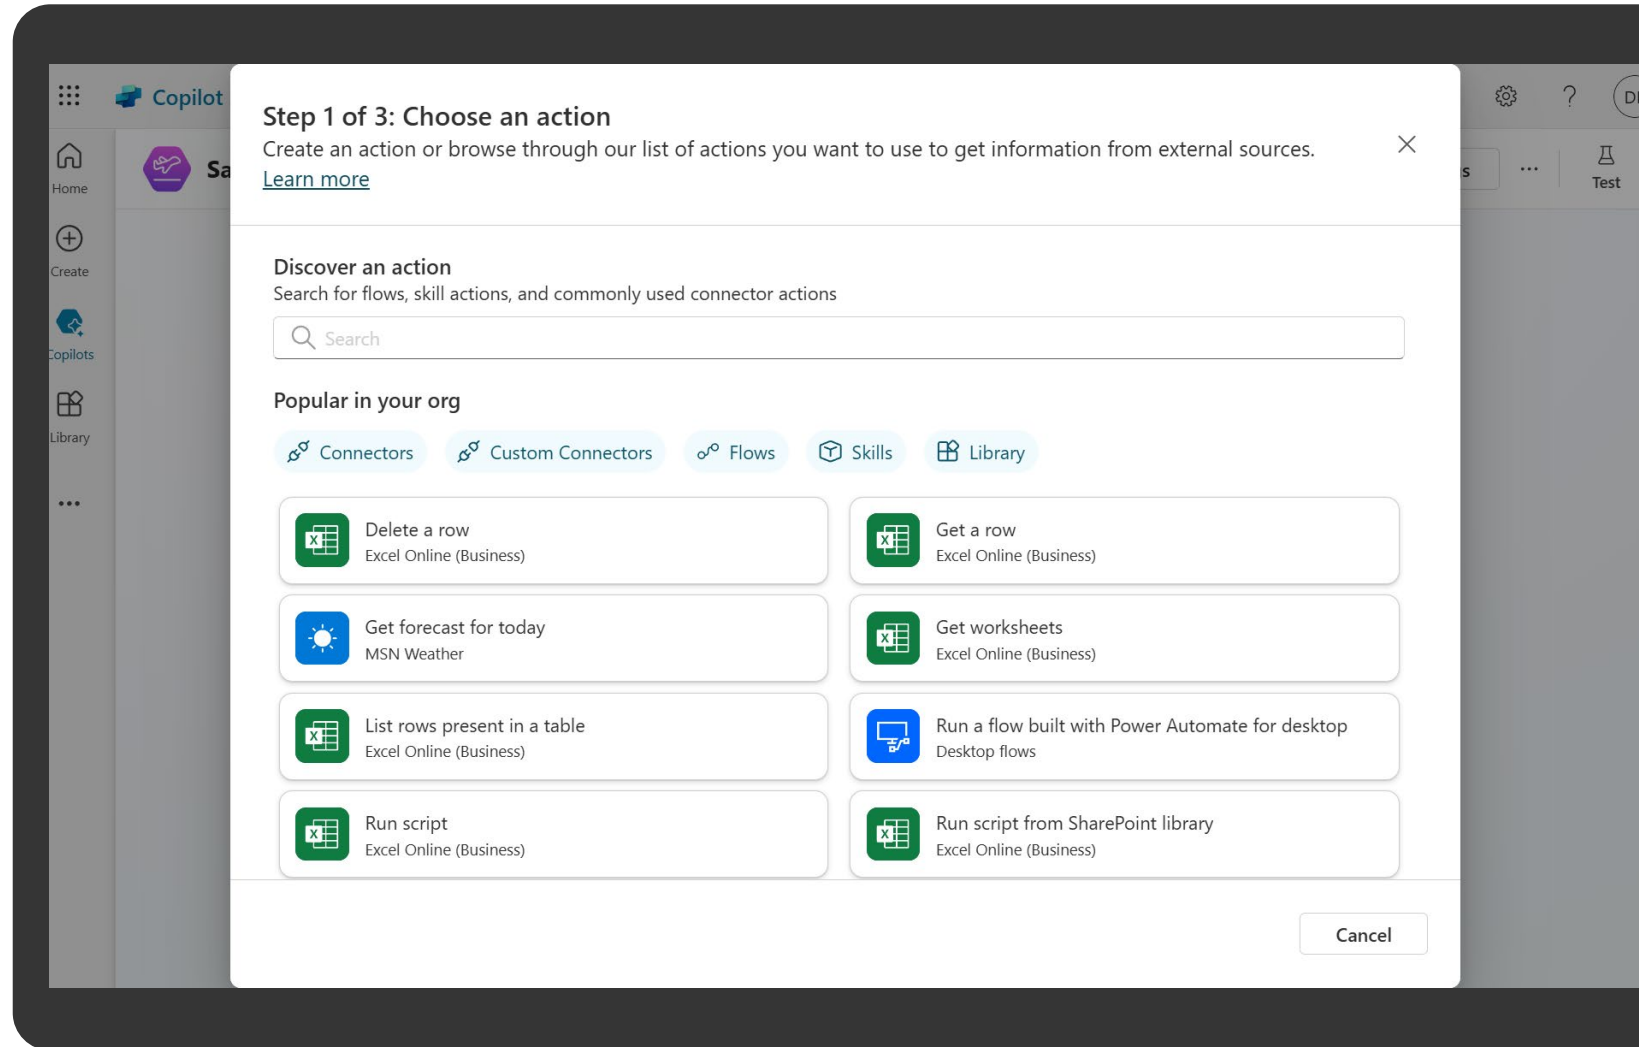 Copilot
Home
Create
Copilots
Library
Test
Step 1 of 3: Choose an action
Create an action or browse through our list of actions you want to use to get information from external sources.
Learn more
Discover an action
Search for flows, skill actions, and commonly used connector actions
Search
Popular in your org
Connectors
Custom Connectors
Flows
Skills
Library
Delete a row
Excel Online (Business)
Get a row
Excel Online (Business)
Get forecast for today
MSN Weather
Get worksheets
Excel Online (Business)
List rows present in a table
Excel Online (Business)
Run a flow built with Power Automate for desktop
Desktop flows
Run script
Excel Online (Business)
Run script from SharePoint library
Excel Online (Business)
Cancel